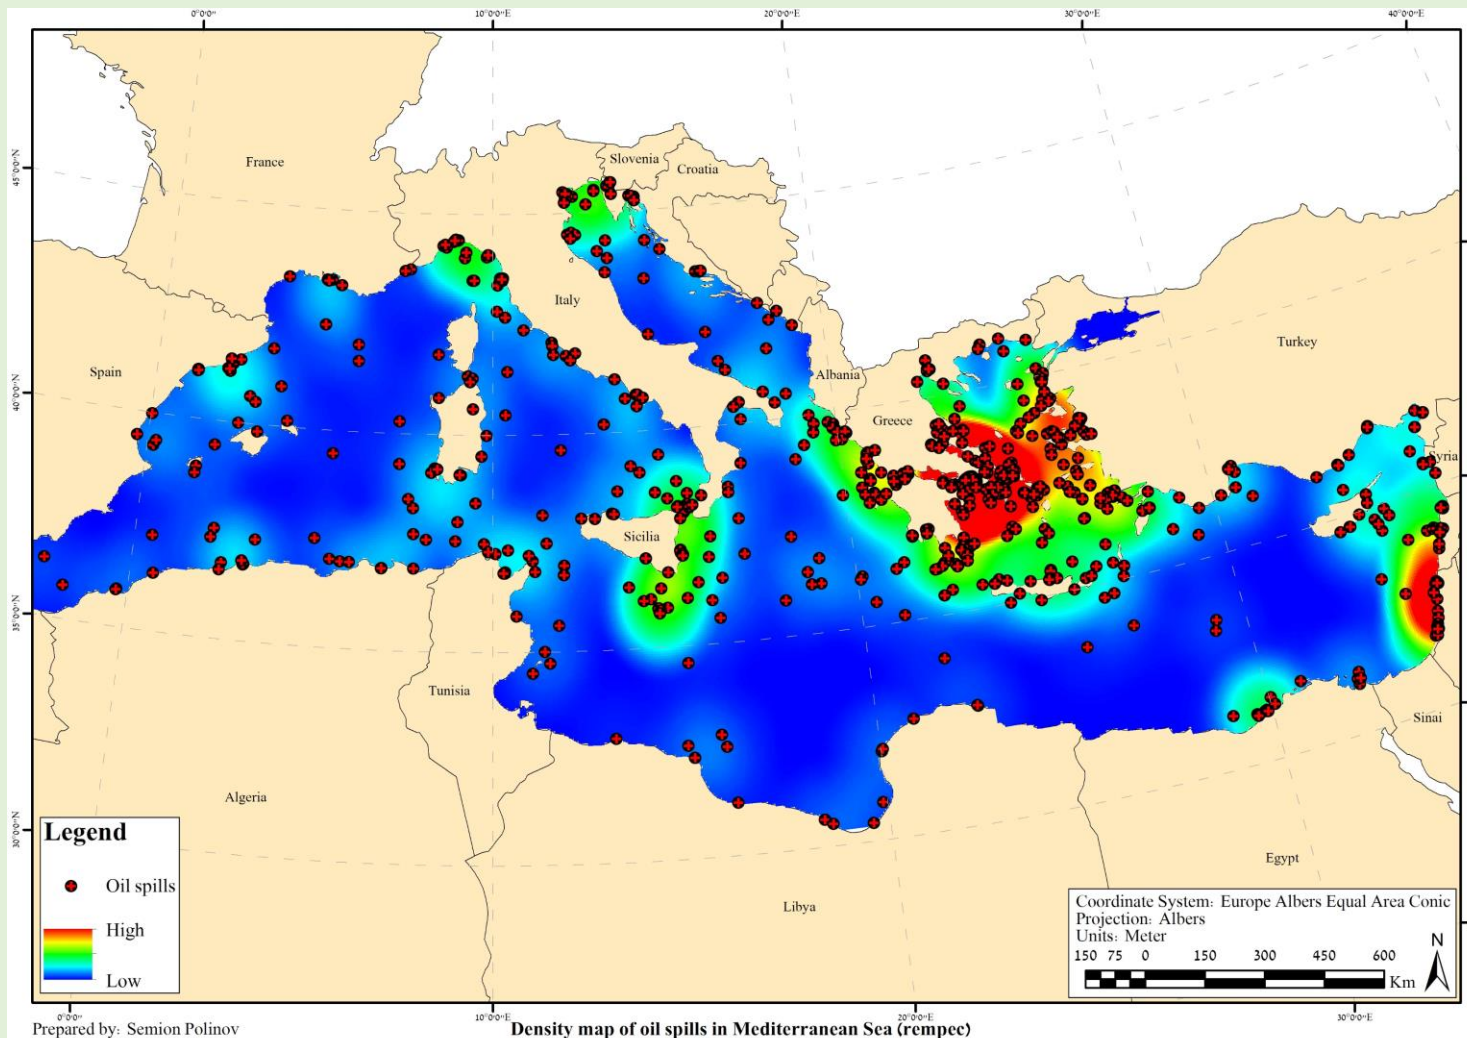 0°0'0" 10°0'0"E 20°0'0"E 30°0'0"E 40°0'0"E
45°0'0"N
40°0'0"N
35°0'0"N
30°0'0"N
France
Slovenia
Croatia
Italy
Spain
Albania
Turkey
Greece
Syria
Sicilia
Tunisia
Sinai
Algeria
Libya
Egypt
Legend
Oil spills
High
Low
Coordinate System: Europe Albers Equal Area Conic
Projection: Albers
Units: Meter
150 75 0 150 300 450 600
Km
N
0°0'0" 10°0'0"E 20°0'0"E 30°0'0"E
Prepared by: Semion Polinov
Density map of oil spills in Mediterranean Sea (rempec)